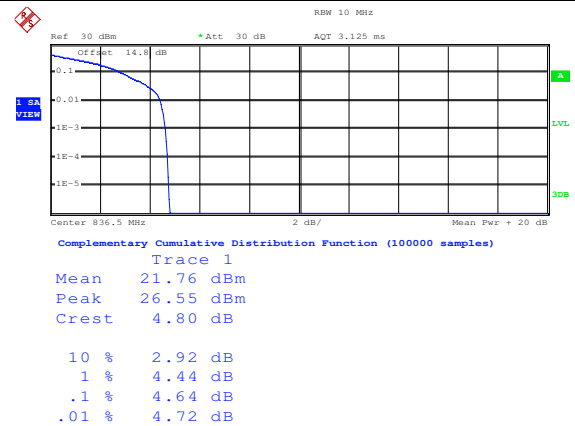 R S
RBW 10 MHz
Ref 30 dBm *Att 30 dB AQT 3.125 ms
Offset 14.8 dB
0.1
A
0.01
1 SA
VIEW
1E-3
LVL
1E-4
1E-5
3DB
Center 836.5 MHz 2 dB/ Mean Pwr + 20 dB
Complementary Cumulative Distribution Function (100000 samples)
Trace 1
Mean 21.76 dBm
Peak 26.55 dBm
Crest 4.80 dB
10 % 2.92 dB
1 % 4.44 dB
.1 % 4.64 dB
.01 % 4.72 dB